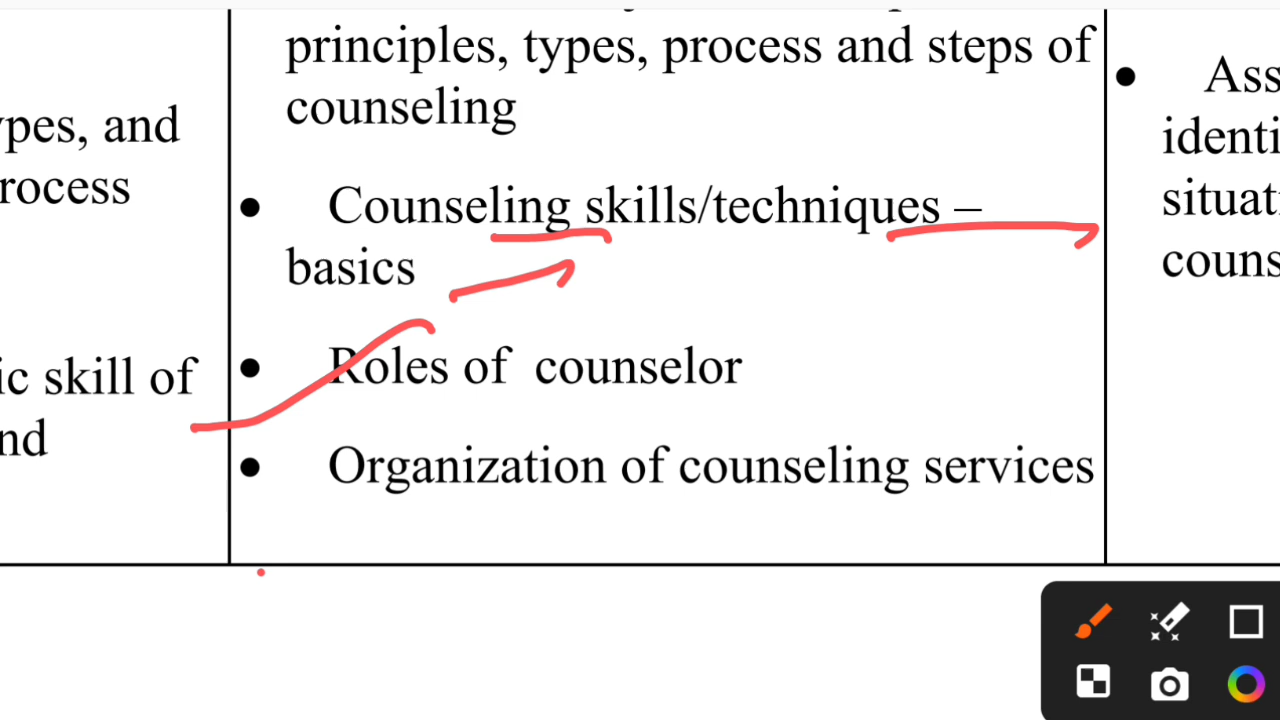 principles, types, process and steps of
counseling
• Counseling skills/techniques –
basics
• Roles of counselor
• Organization of counseling services
ypes, and
rocess
ic skill of
nd
• Ass
identi
situati
couns